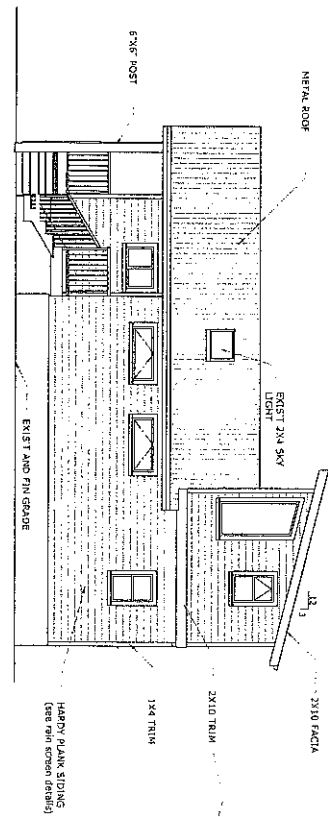 METAL ROOF
6"X6" POST
EXIST 2X4 SKY
LIGHT
12
3
2X10 FACIA
2X10 TRIM
1X4 TRIM
HARDY PLANK SIDING
(see rain screen details)
EXIST AND FIN GRADE